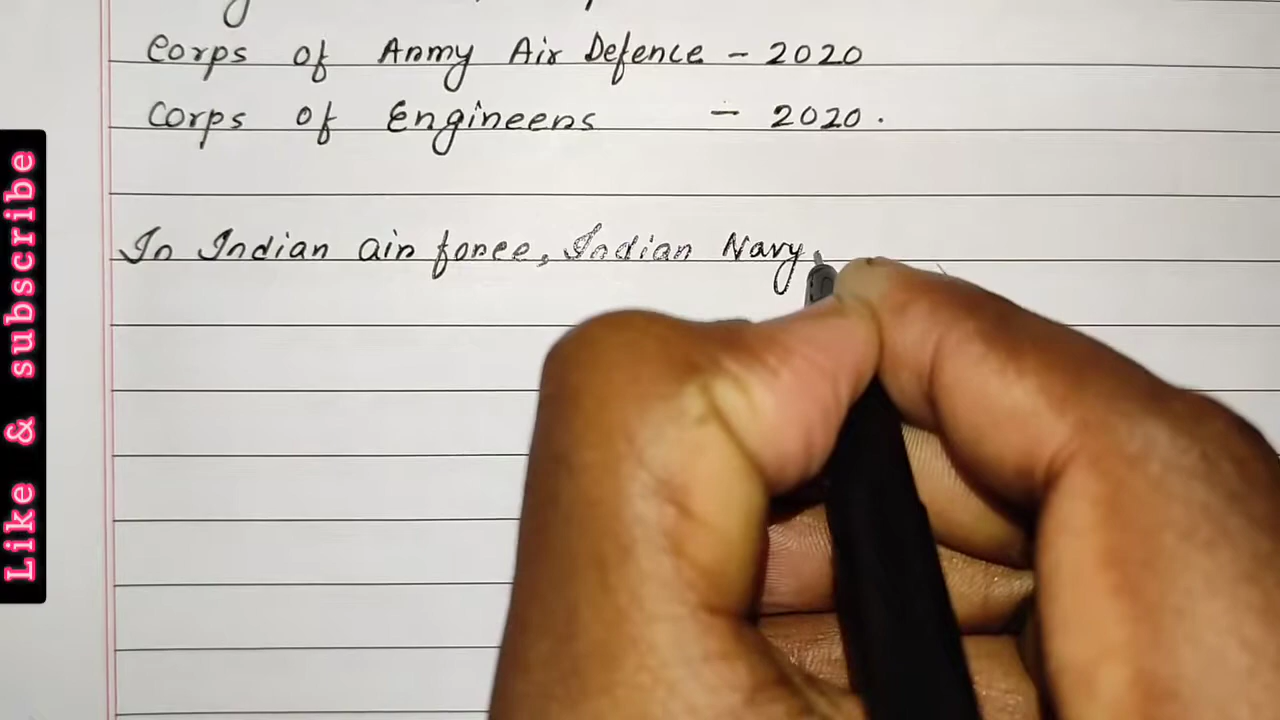 Corps of Army Air Defence - 2020
Corps of Engineers - 2020.
In Indian air force, Indian Navy,
Like & subscribe